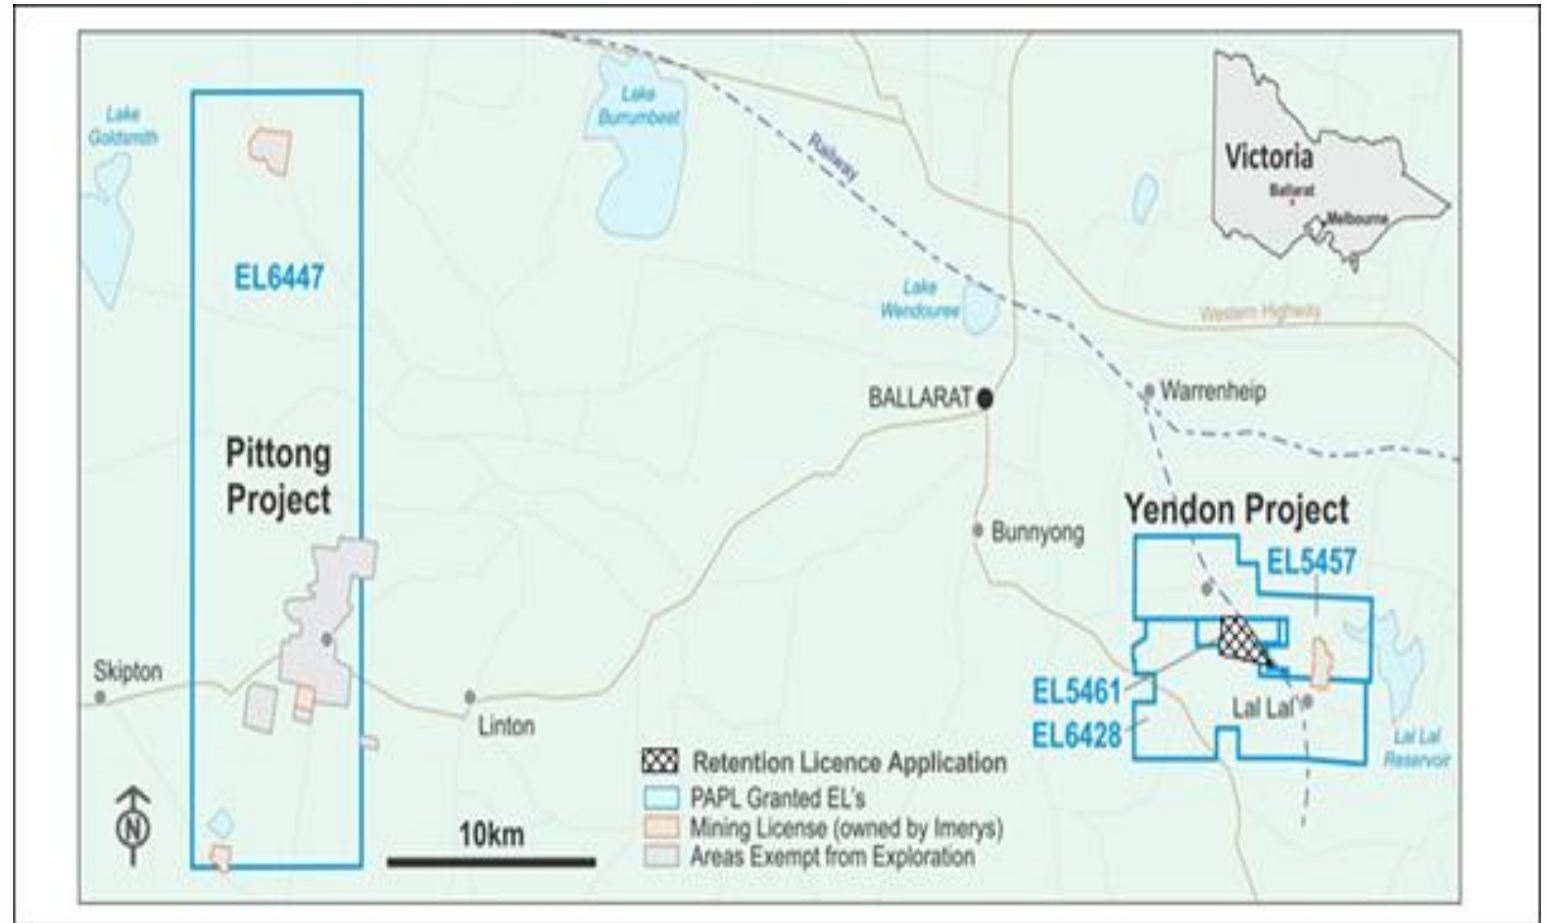 Lake
Goldsmith
Lake
Burrumbeet
Railway
Victoria
Ballarat
Melbourne
EL6447
Lake
Wendouree
Western Highway
BALLARAT
Warrenheip
Pittong
Project
Yendon Project
Bunnyong
EL5457
Skipton
Linton
EL5461
EL6428
Lal Lal
Lal Lal
Reservoir
Retention Licence Application
PAPL Granted EL's
Mining License (owned by Imerys)
Areas Exempt from Exploration
N
10km